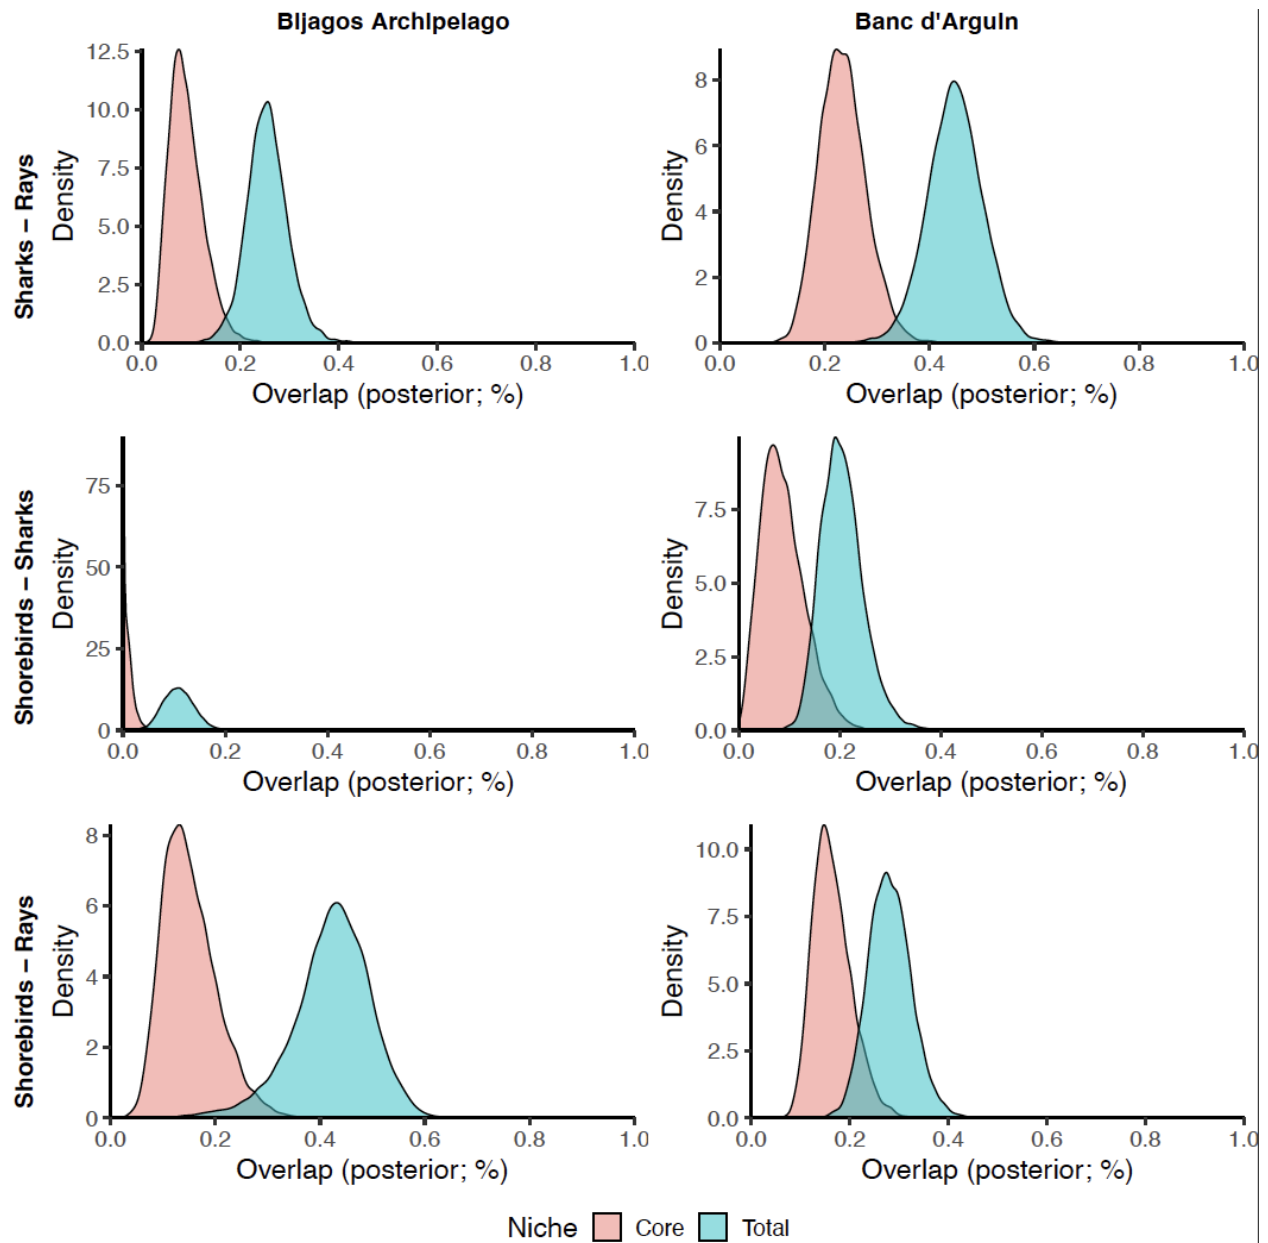 Bijagos Archipelago
Banc d'Arguin
Sharks – Rays
Density
12.5
10.0
7.5
5.0
2.5
0.0
0.0 0.2 0.4 0.6 0.8 1.0
Overlap (posterior; %)
Density
8
6
4
2
0
0.0 0.2 0.4 0.6 0.8 1.0
Overlap (posterior; %)
Shorebirds – Sharks
Density
75
50
25
0
0.0 0.2 0.4 0.6 0.8 1.0
Overlap (posterior; %)
Density
7.5
5.0
2.5
0.0
0.0 0.2 0.4 0.6 0.8 1.0
Overlap (posterior; %)
Shorebirds – Rays
Density
8
6
4
2
0
0.0 0.2 0.4 0.6 0.8 1.0
Overlap (posterior; %)
Density
10.0
7.5
5.0
2.5
0.0
0.0 0.2 0.4 0.6 0.8 1.0
Overlap (posterior; %)
Niche Core Total